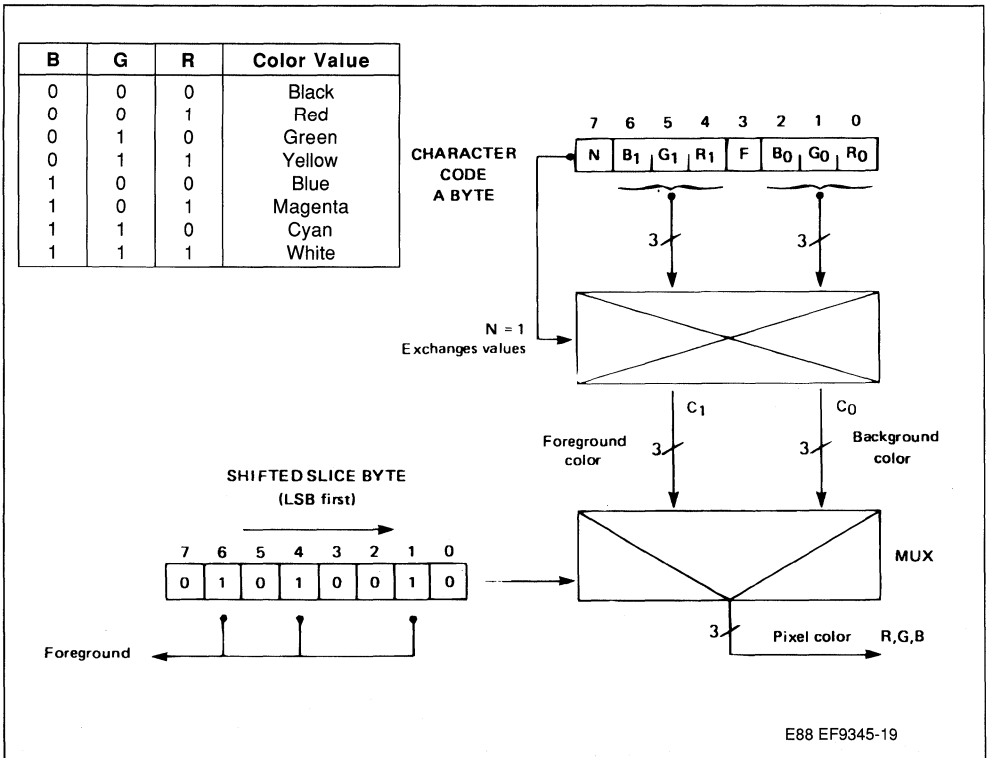 B G R Color Value
0 0 0 Black
0 0 1 Red
0 1 0 Green
0 1 1 Yellow
1 0 0 Blue
1 0 1 Magenta
1 1 0 Cyan
1 1 1 White
CHARACTER
CODE
A BYTE
7 6 5 4 3 2 1 0
N B1 G1 R1 F B0 G0 R0
3 3
N = 1
Exchanges values
C1 C0
Foreground
color
3 3
Background
color
SHIFTED SLICE BYTE
(LSB first)
7 6 5 4 3 2 1 0
0 1 0 1 0 0 1 0
MUX
Foreground
3 Pixel color R,G,B
E88 EF9345-19